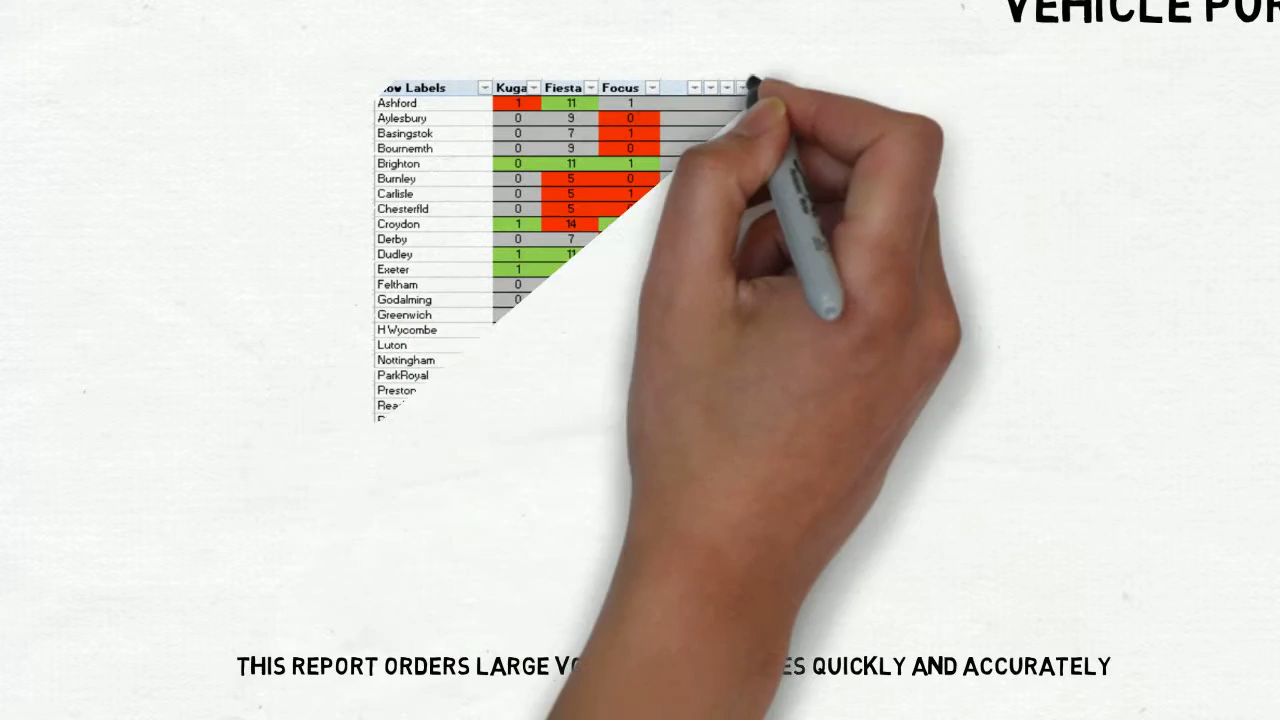 VEHICLE
Labels Kuga Fiesta Focus
Ashford 1 11 1
Aylesbury 0 9 0
Basingstok 0 7 1
Bournemth 0 9 0
Brighton 0 11 1
Burnley 0 5 0
Carlisle 0 5 1
Chesterfld 0 5
Croydon 1 14
Derby 0 7
Dudley 1 11
Exeter 1
Feltham 0
Godalming 0
Greenwich
H Wycombe
Luton
Nottingham
ParkRoyal
Preston
THIS REPORT ORDERS LARGE QUICKLY AND ACCURATELY